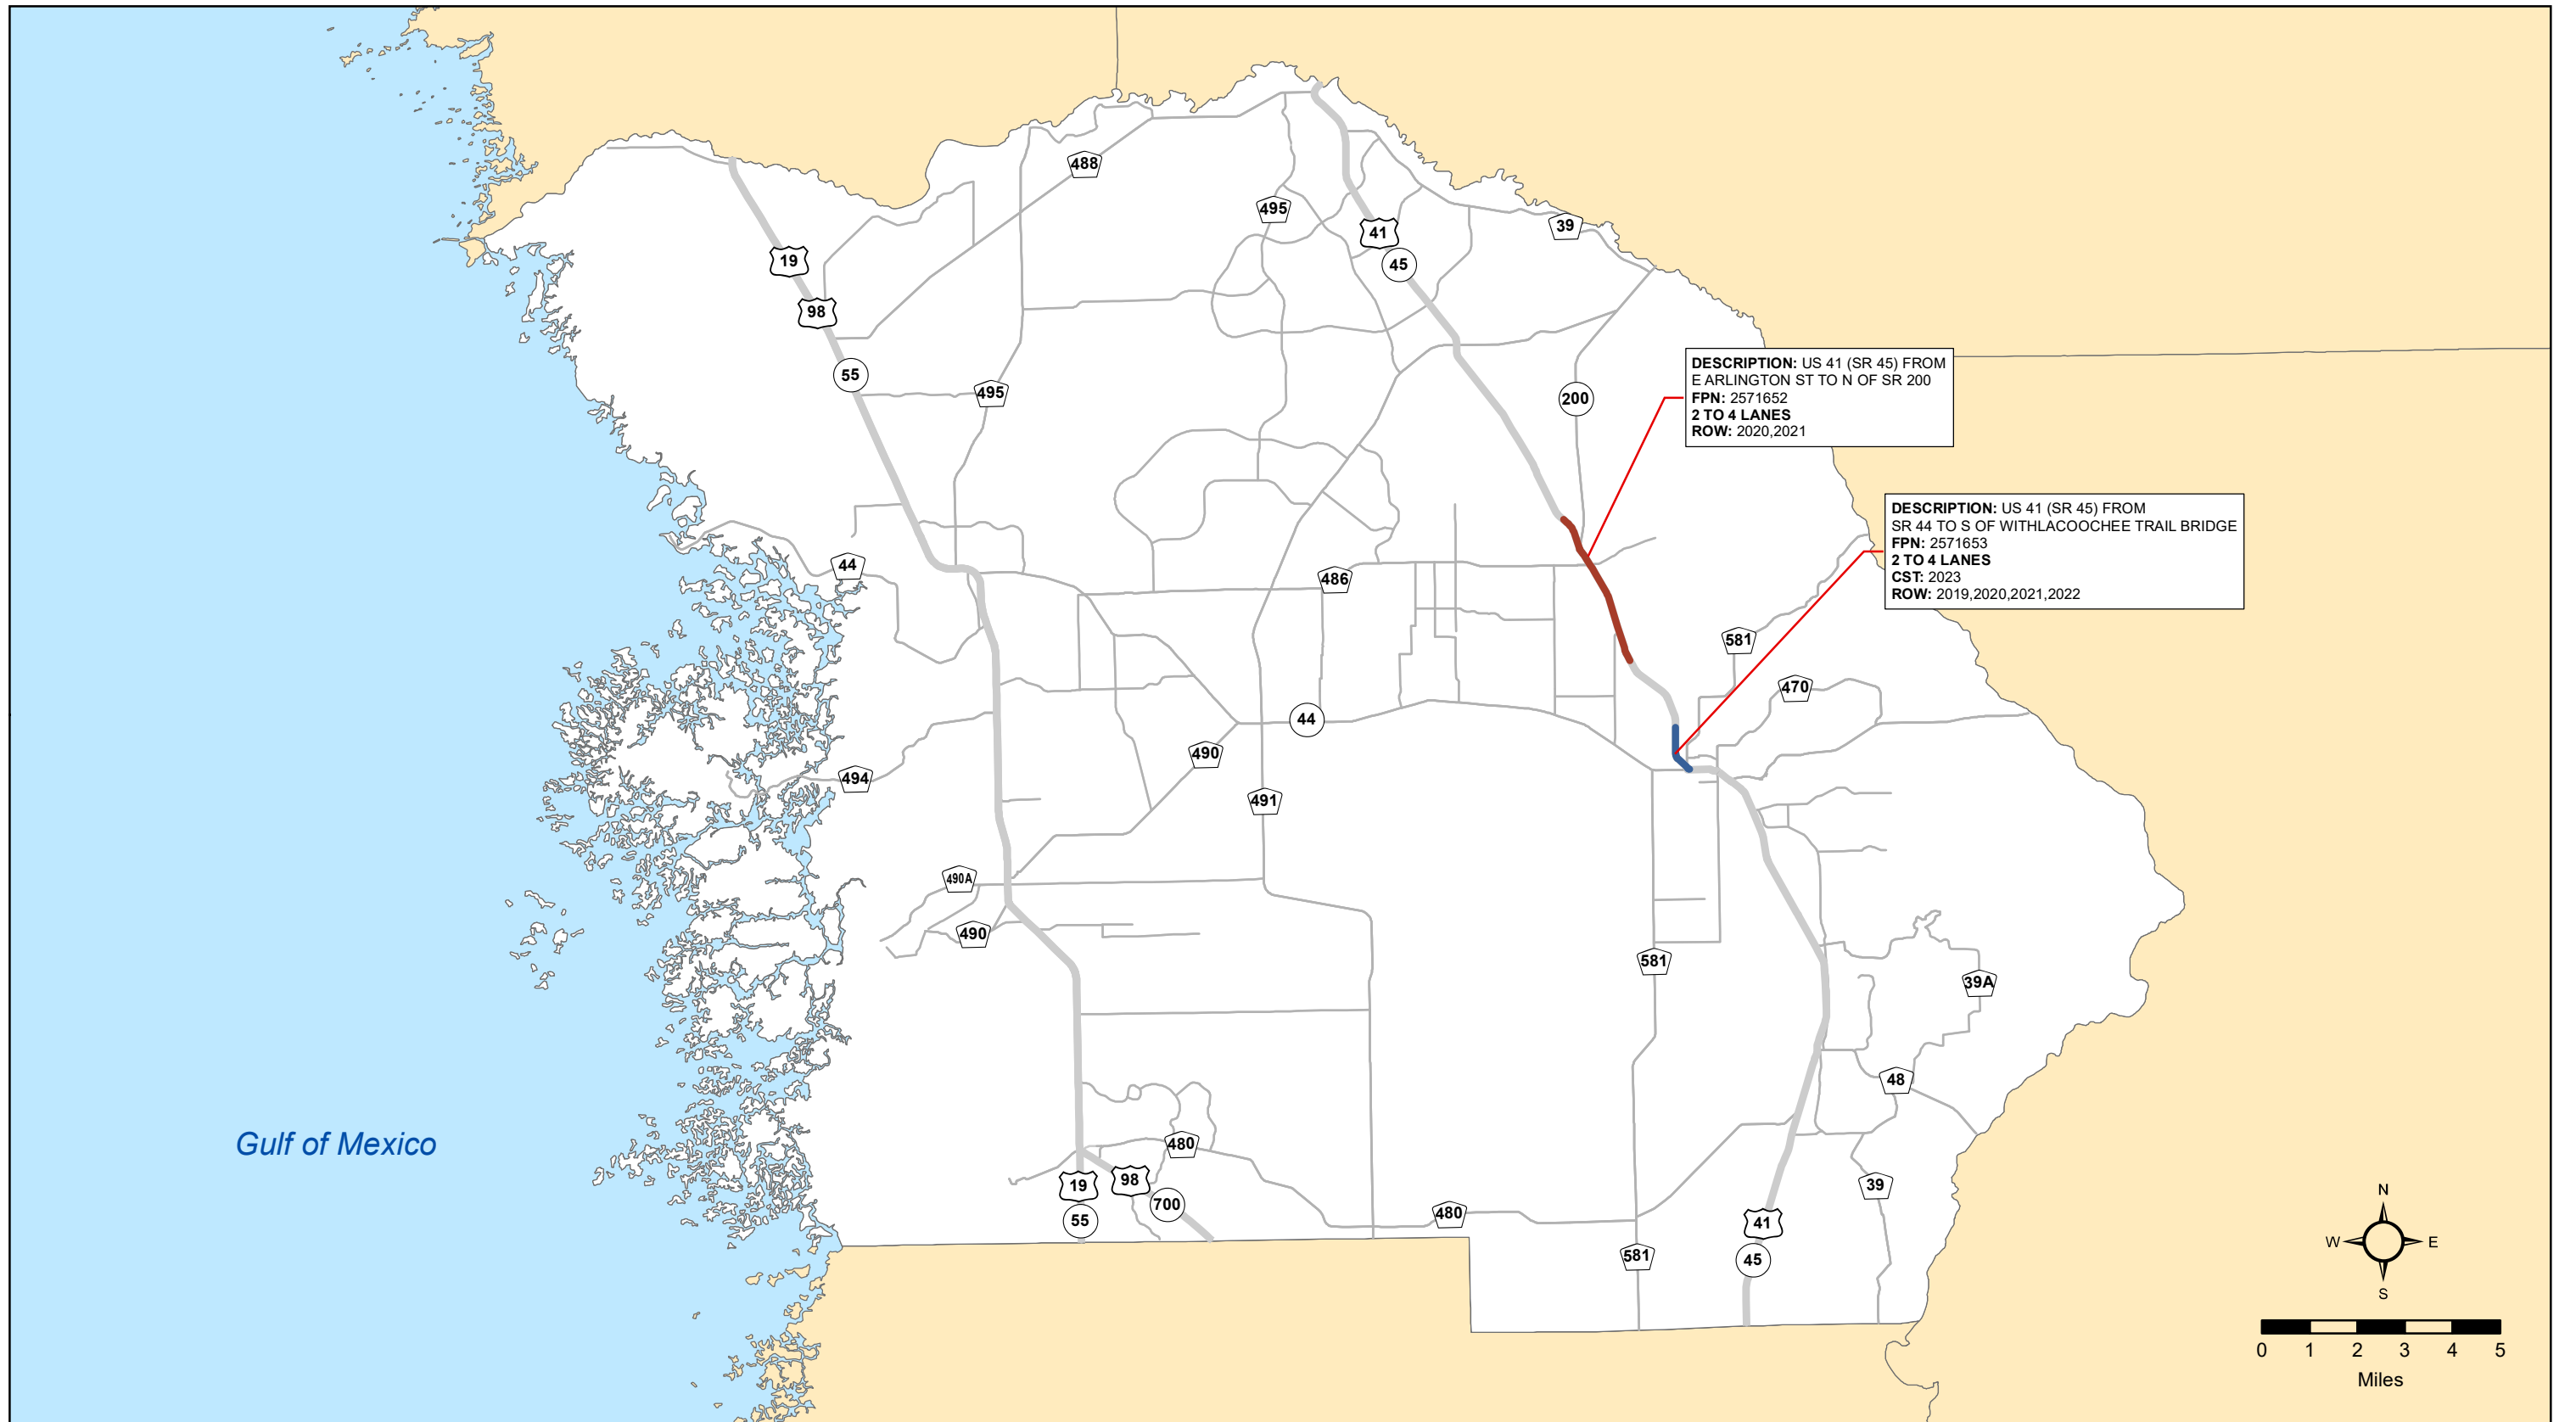 488
495
41
39
45
19
98
55
495
200
DESCRIPTION: US 41 (SR 45) FROM
E ARLINGTON ST TO N OF SR 200
FPN: 2571652
2 TO 4 LANES
ROW: 2020,2021
DESCRIPTION: US 41 (SR 45) FROM
SR 44 TO S OF WITHLACOOCHEE TRAIL BRIDGE
FPN: 2571653
2 TO 4 LANES
CST: 2023
ROW: 2019,2020,2021,2022
44
486
581
470
44
490
494
491
490A
490
581
39A
48
Gulf of Mexico
480
19
98
700
55
480
39
41
45
581
N
W
E
S
0 1 2 3 4 5
Miles